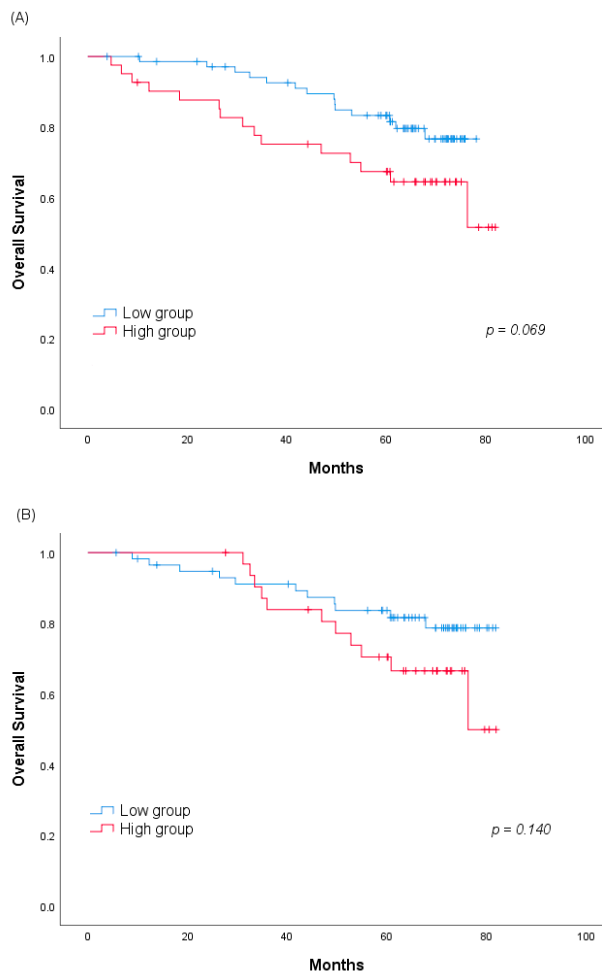 (A)
1.0
0.8
0.6
0.4
0.2
0.0
Overall Survival
Low group
High group
p = 0.069
0 20 40 60 80 100
Months
(B)
1.0
0.8
0.6
0.4
0.2
0.0
Overall Survival
Low group
High group
p = 0.140
0 20 40 60 80 100
Months